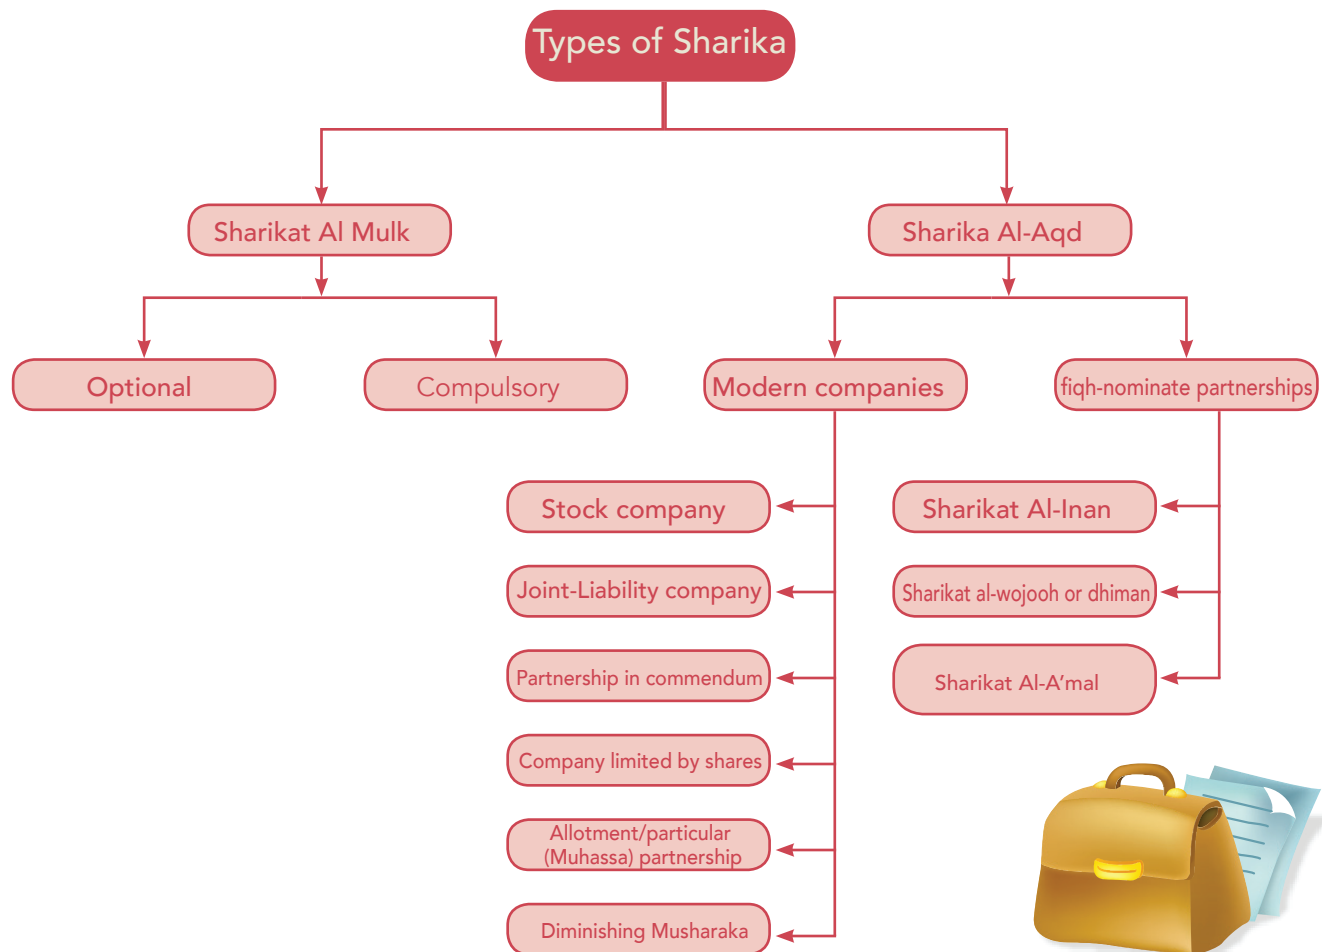 Types of Sharika
Sharikat Al Mulk
Sharika Al-Aqd
Optional
Compulsory
Modern companies
fiqh-nominate partnerships
Stock company
Joint-Liability company
Partnership in commendum
Company limited by shares
Allotment/particular
(Muhassa) partnership
Diminishing Musharaka
Sharikat Al-Inan
Sharikat al-wojooh or dhiman
Sharikat Al-A’mal